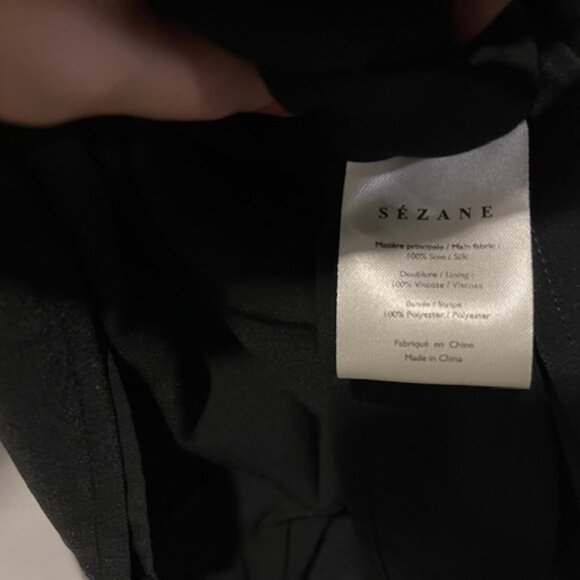 SÉZANE
Matière principale / Main fabric :
100% Soie / Silk
Doublure / Lining :
100% Viscose / Viscose
Bande / Stripe :
100% Polyester / Polyester
Fabriqué en Chine
Made in China